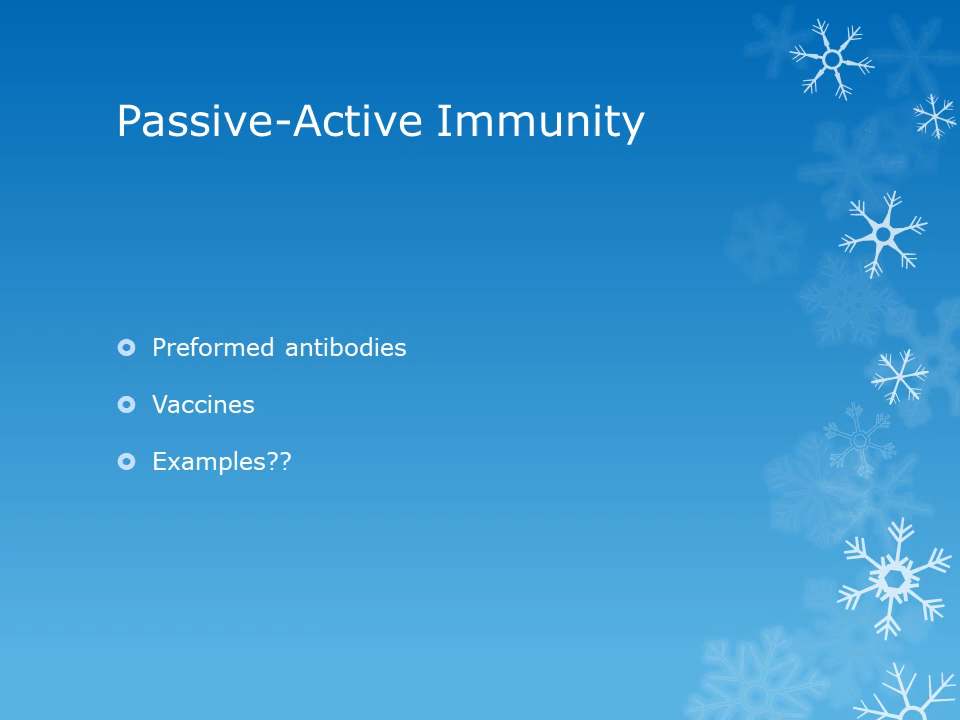 Passive-Active Immunity
Preformed antibodies
Vaccines
Examples??